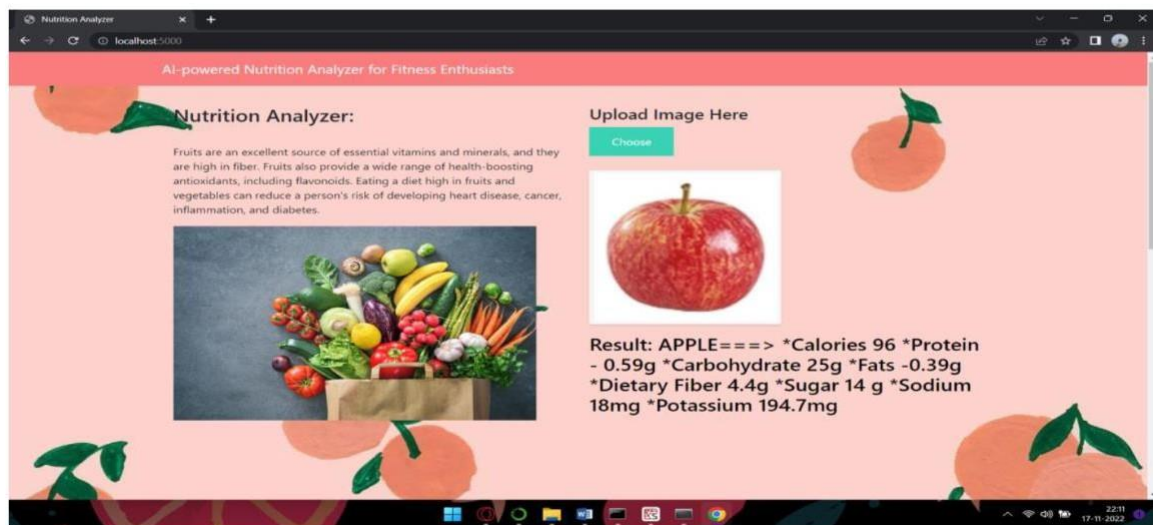 Nutrition Analyzer
localhost:5000
AI-powered Nutrition Analyzer for Fitness Enthusiasts
Nutrition Analyzer:
Fruits are an excellent source of essential vitamins and minerals, and they
are high in fiber. Fruits also provide a wide range of health-boosting
antioxidants, including flavonoids. Eating a diet high in fruits and
vegetables can reduce a person's risk of developing heart disease, cancer,
inflammation, and diabetes.
Upload Image Here
Choose
Result: APPLE===> *Calories 96 *Protein
- 0.59g *Carbohydrate 25g *Fats -0.39g
*Dietary Fiber 4.4g *Sugar 14 g *Sodium
18mg *Potassium 194.7mg
22:11
17-11-2022